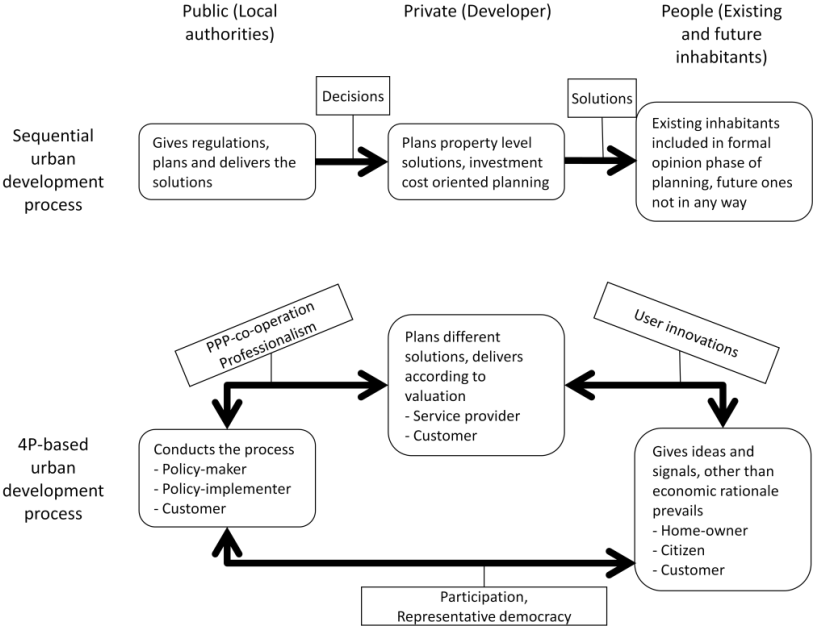 Public (Local
authorities)
Private (Developer)
People (Existing
and future
inhabitants)
Decisions
Solutions
Sequential
urban
development
process
Gives regulations,
plans and delivers the
solutions
Plans property level
solutions, investment
cost oriented planning
Existing inhabitants
included in formal
opinion phase of
planning, future ones
not in any way
PPP-co-operation
Professionalism
Plans different
solutions, delivers
according to
valuation
- Service provider
- Customer
User innovations
4P-based
urban
development
process
Conducts the process
- Policy-maker
- Policy-implementer
- Customer
Gives ideas and
signals, other than
economic rationale
prevails
- Home-owner
- Citizen
- Customer
Participation,
Representative democracy